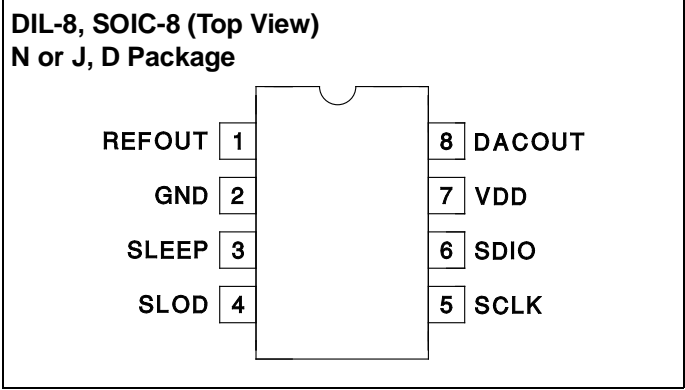 DIL-8, SOIC-8 (Top View)
N or J, D Package
REFOUT 1 8 DACOUT
GND 2 7 VDD
SLEEP 3 6 SDIO
SLOD 4 5 SCLK